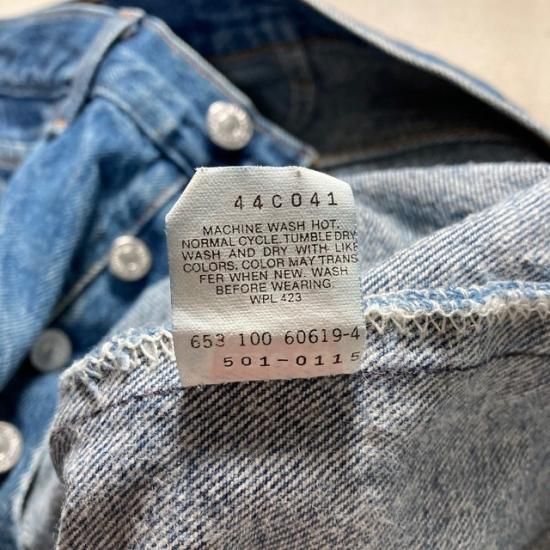 44C041
MACHINE WASH HOT.
NORMAL CYCLE. TUMBLE DRY
WASH AND DRY WITH LIKE
COLORS. COLOR MAY TRANS
FER WHEN NEW. WASH
BEFORE WEARING
WPL 423
653 100 60619-4
501-0115